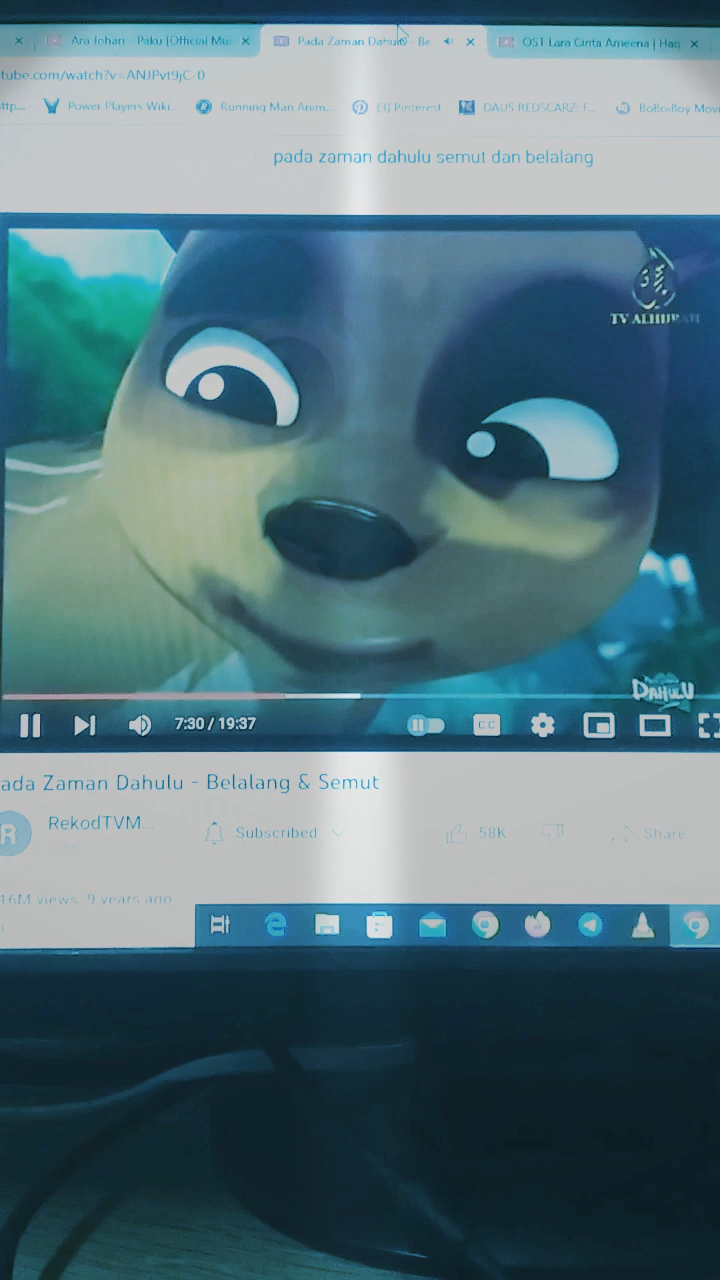 Ara Johari - Paku (Official Mu
Pada Zaman Dahulu - Be
OST Lara Cinta Ameena | Haq
tube.com/watch?v=ANJPvt9jC-0
Power Players Wiki...
Running Man Anim...
(3) Pinterest
DAUS REDSCARZ: F...
BoBoiBoy Mov
pada zaman dahulu semut dan belalang
TV ALHIJRAH
DAHULU
7:30 / 19:37
CC
ada Zaman Dahulu - Belalang & Semut
R
RekodTVM...
Subscribed
58K
Share
16M views 9 years ago